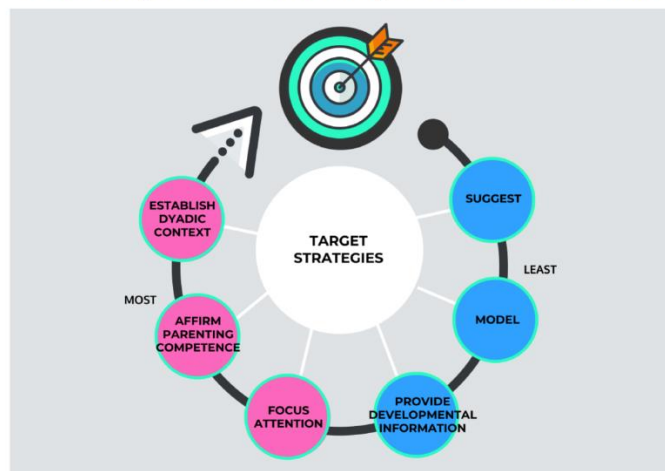 ESTABLISH
DYADIC
CONTEXT
SUGGEST
TARGET
STRATEGIES
LEAST
MOST
AFFIRM
PARENTING
COMPETENCE
MODEL
FOCUS
ATTENTION
PROVIDE
DEVELOPMENTAL
INFORMATION